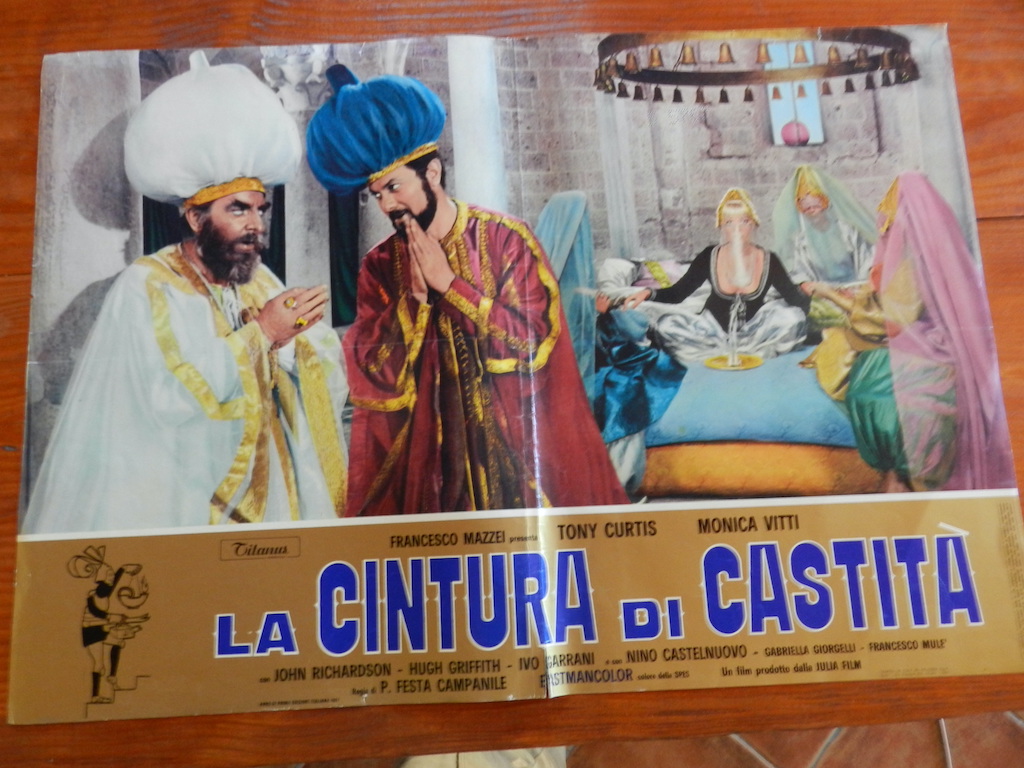 Titanus
FRANCESCO MAZZEI presenta TONY CURTIS MONICA VITTI
LA CINTURA DI CASTITÀ
con JOHN RICHARDSON - HUGH GRIFFITH - IVO GARRANI e con NINO CASTELNUOVO - GABRIELLA GIORGELLI - FRANCESCO MULE'
Regia di P. FESTA CAMPANILE EASTMANCOLOR colore della SPES Un film prodotto dalla JULIA FILM